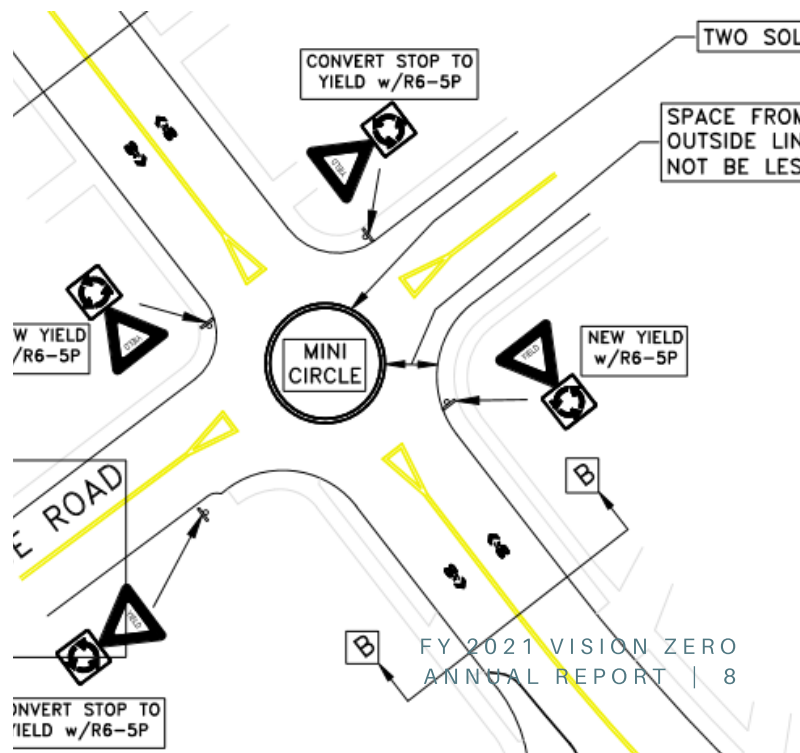 TWO SOL
CONVERT STOP TO
YIELD w/R6-5P
SPACE FROM
OUTSIDE LIN
NOT BE LES
YIELD
W YIELD
/R6-5P
YIELD
MINI
CIRCLE
YIELD
NEW YIELD
w/R6-5P
B
E ROAD
YIELD
B
FY 2021 VISION ZERO
ANNUAL REPORT | 8
ONVERT STOP TO
YIELD w/R6-5P